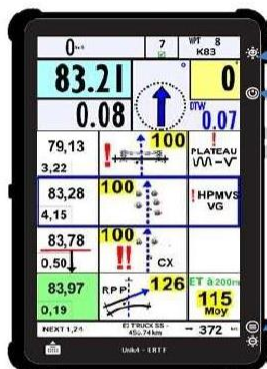 0
7
WPT 8
K83
83.21
0
0.08
DTW
0.07
79,13
3,22
100
PLATEAU
83,28
4,15
100
!HPMVS
VG
83,78
0,50
100
!!
CX
83,97
0,19
RPP
126
ET à 200m
115
Moy
NEXT 1,24
450.74km
- 372